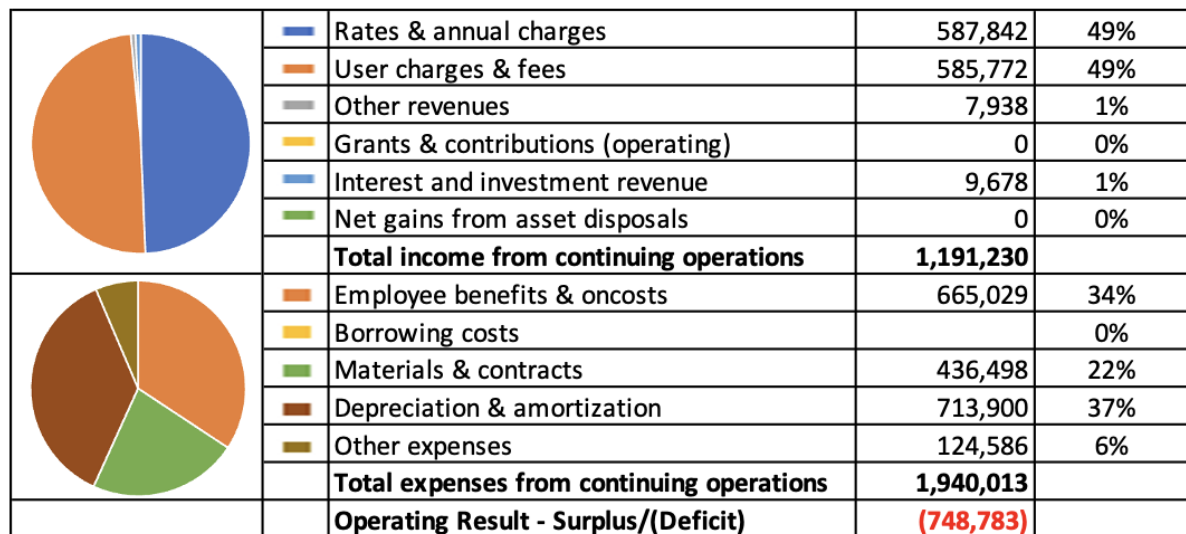 Rates & annual charges 587,842 49%
User charges & fees 585,772 49%
Other revenues 7,938 1%
Grants & contributions (operating) 0 0%
Interest and investment revenue 9,678 1%
Net gains from asset disposals 0 0%
Total income from continuing operations 1,191,230
Employee benefits & oncosts 665,029 34%
Borrowing costs 0%
Materials & contracts 436,498 22%
Depreciation & amortization 713,900 37%
Other expenses 124,586 6%
Total expenses from continuing operations 1,940,013
Operating Result - Surplus/(Deficit) (748,783)